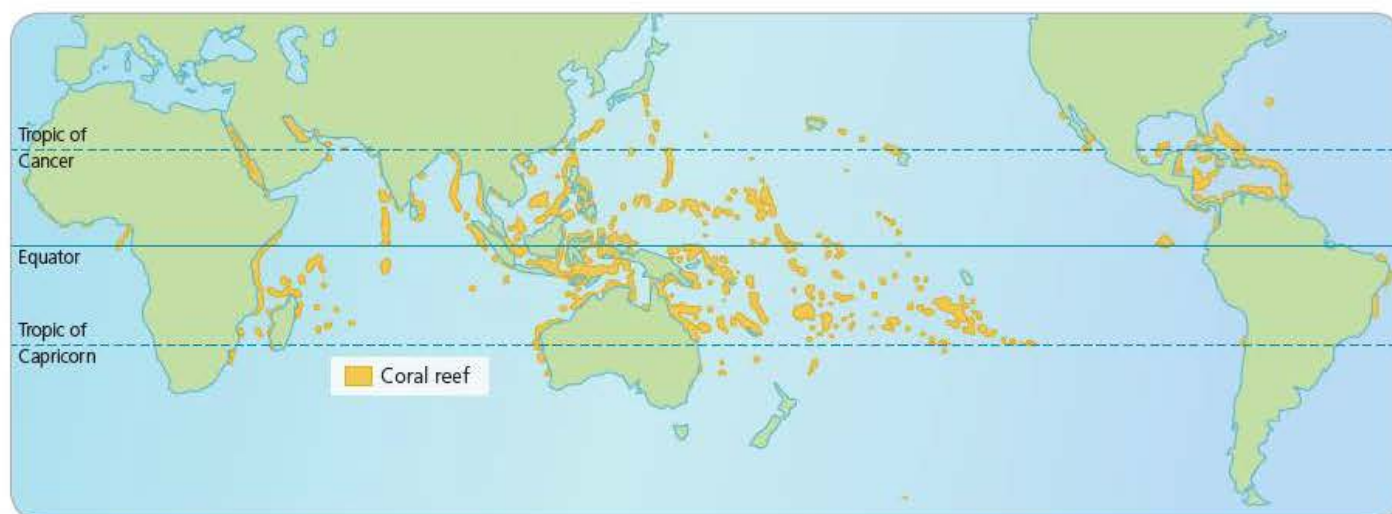 Tropic of
Cancer
Equator
Tropic of
Capricorn
Coral reef